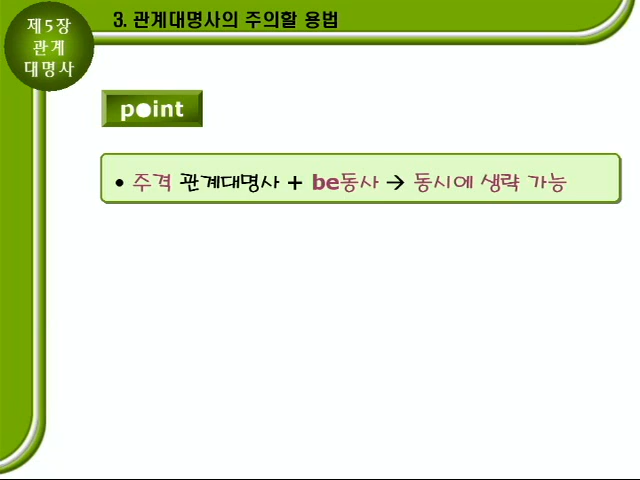 제5장
관계
대명사
3. 관계대명사의 주의할 용법
point
• 주격 관계대명사 + be동사 → 동시에 생략 가능